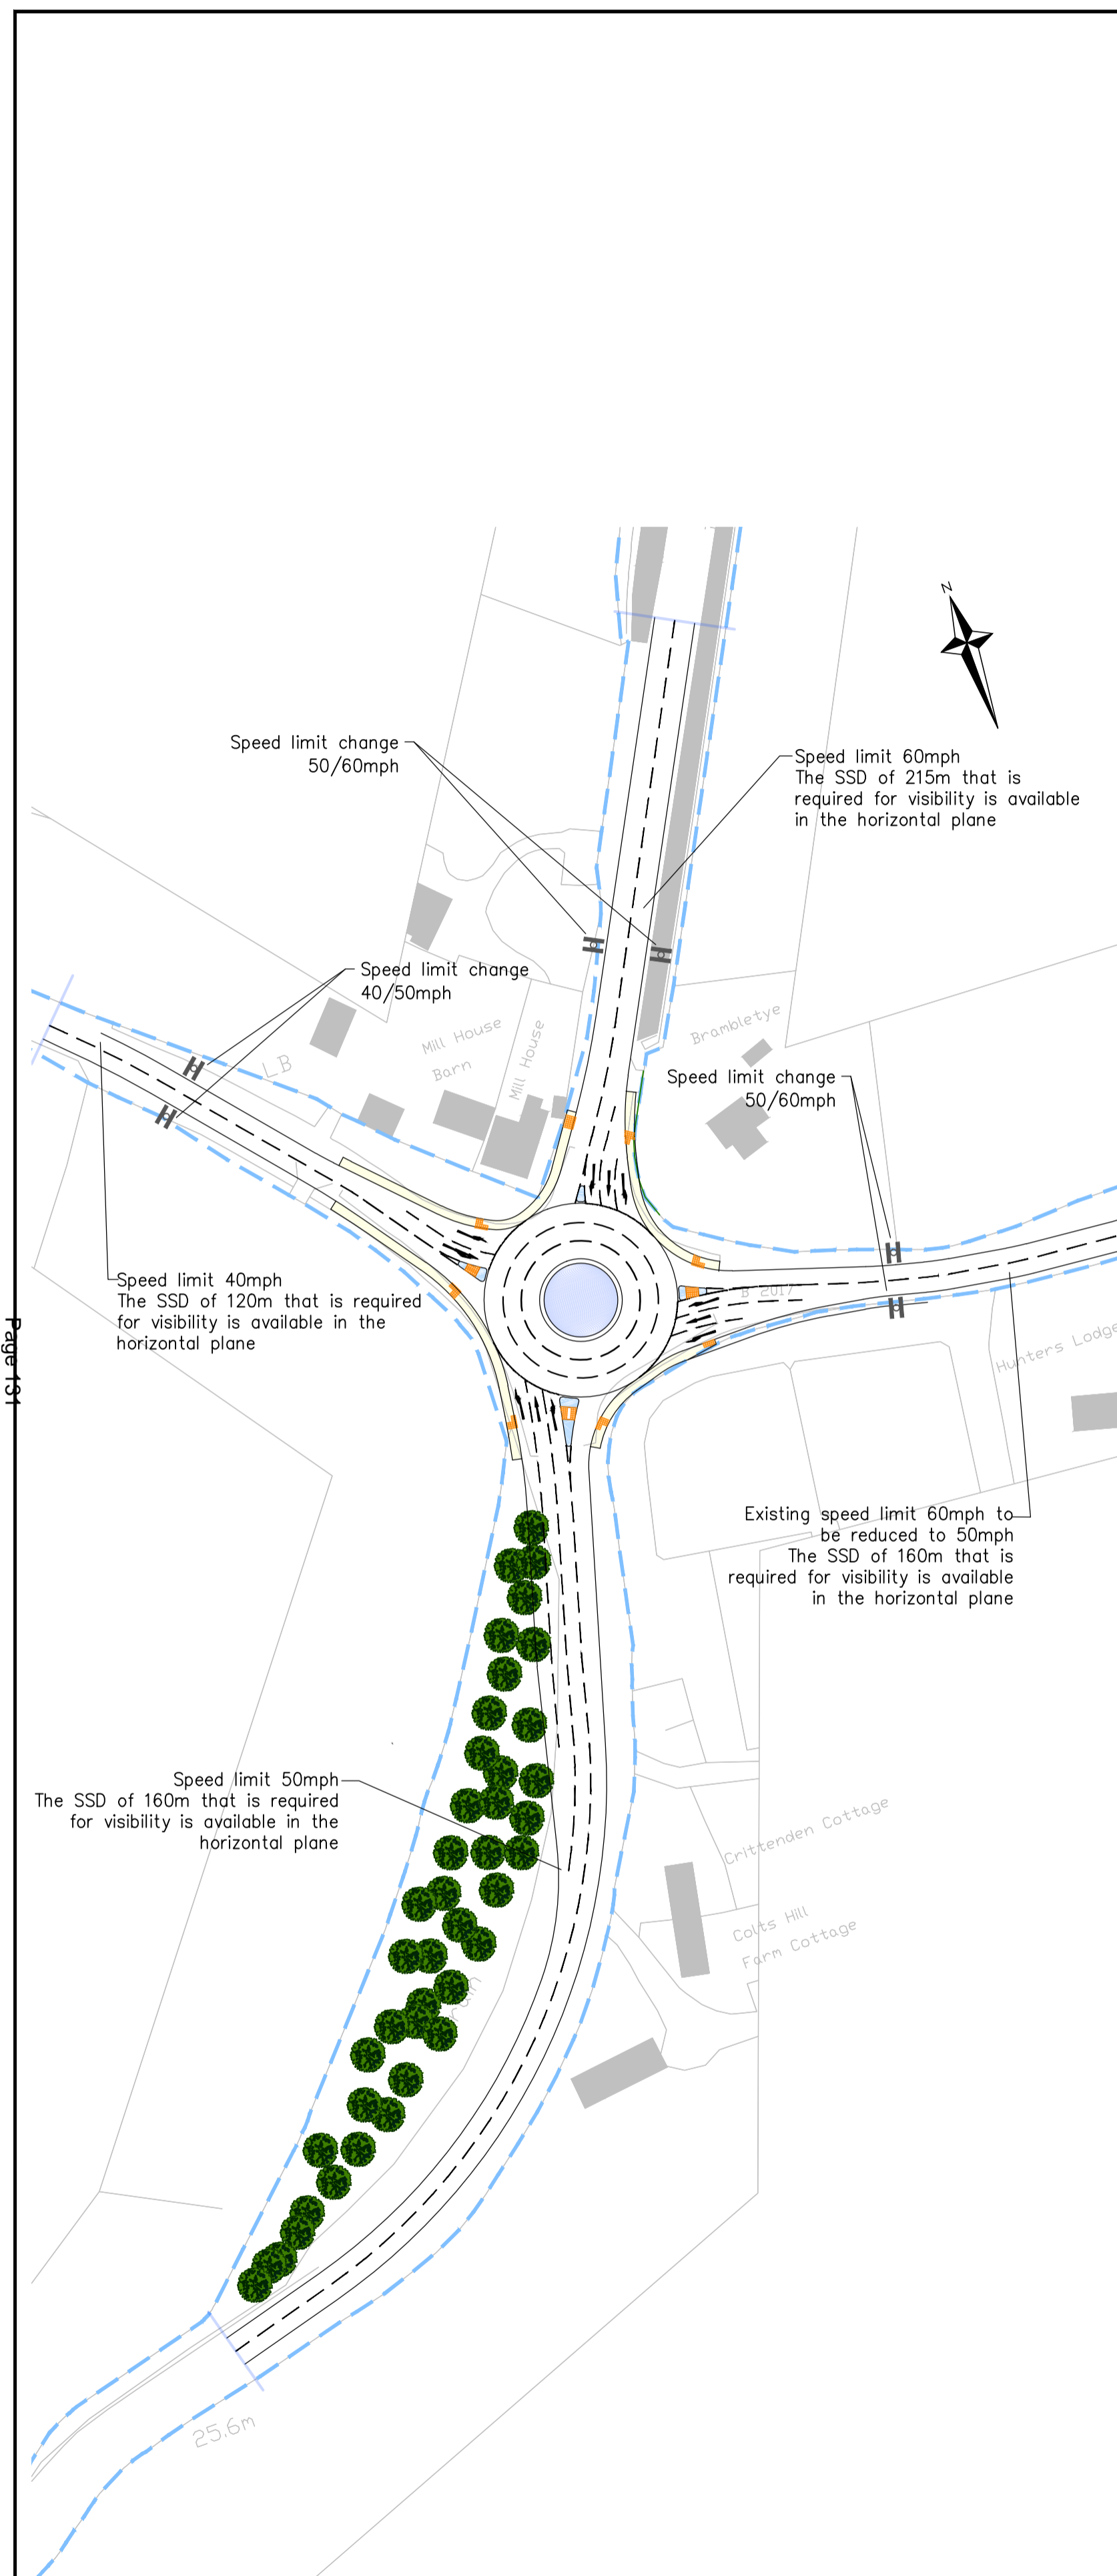 N
Speed limit change
50/60mph
Speed limit 60mph
The SSD of 215m that is
required for visibility is available
in the horizontal plane
Speed limit change
40/50mph
LB
Mill House
Barn
Mill House
Brambletye
Speed limit change
50/60mph
Speed limit 40mph
The SSD of 120m that is required
for visibility is available in the
horizontal plane
B 2017
Hunters Lodge
Page 131
Existing speed limit 60mph to
be reduced to 50mph
The SSD of 160m that is
required for visibility is available
in the horizontal plane
Speed limit 50mph
The SSD of 160m that is required
for visibility is available in the
horizontal plane
Crittenden Cottage
Colts Hill
Farm Cottage
25.6m